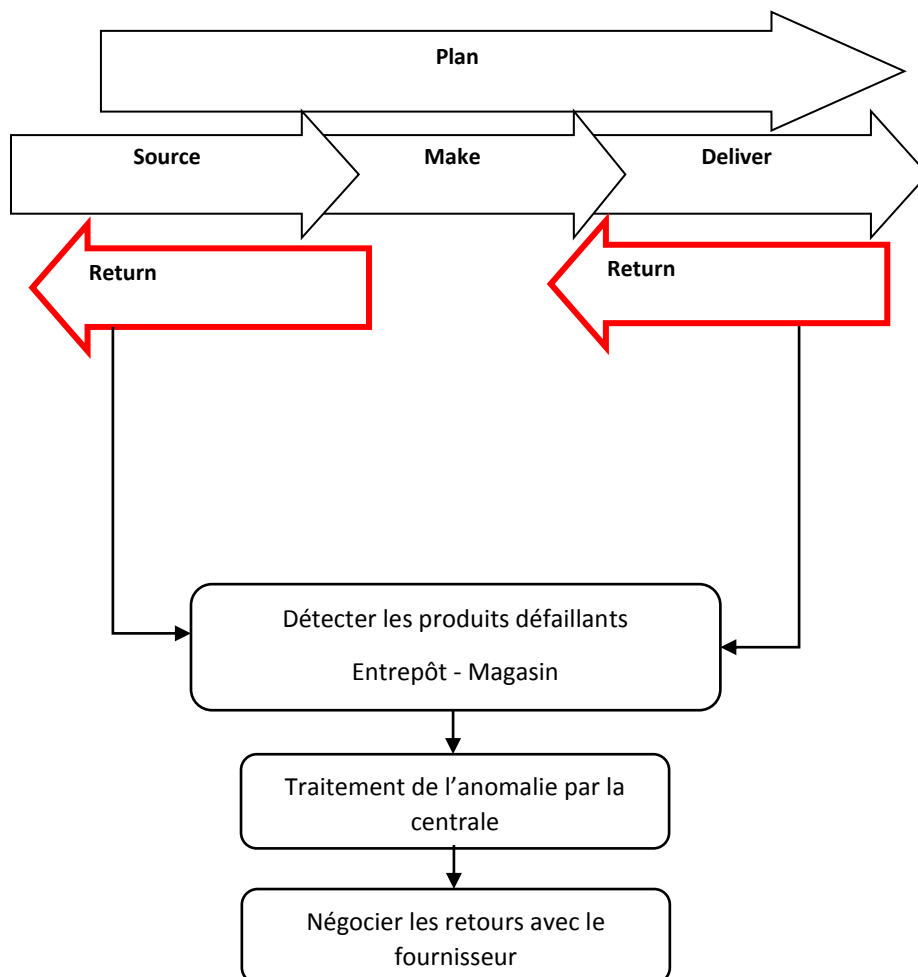 Plan
Source
Make
Deliver
Return
Return
Détecter les produits défaillants
Entrepôt - Magasin
Traitement de l’anomalie par la
centrale
Négocier les retours avec le
fournisseur